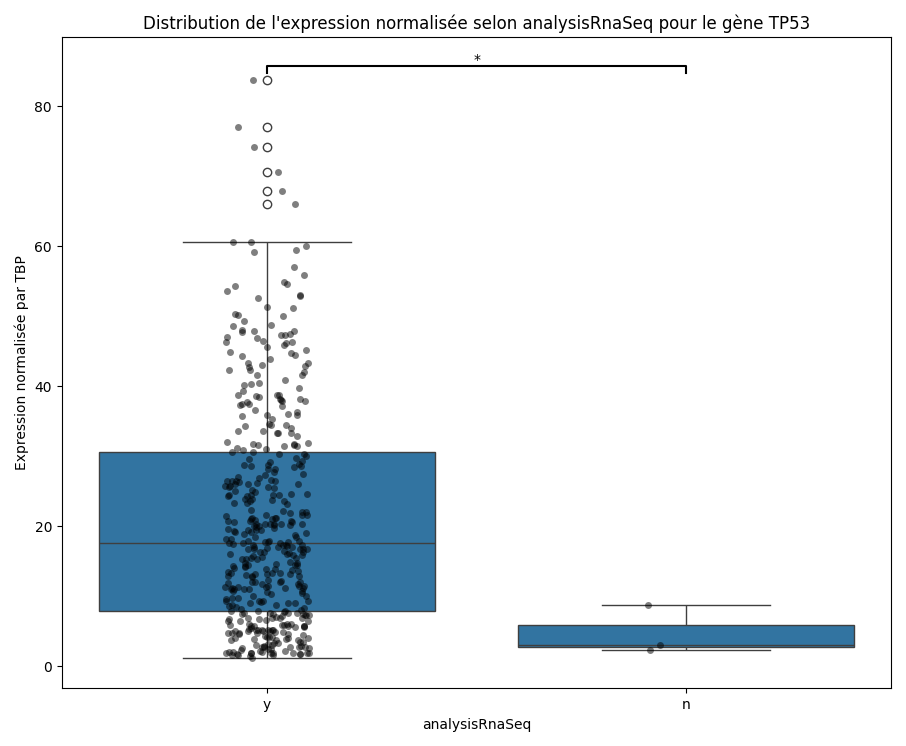 Distribution de l'expression normalisée selon analysisRnaSeq pour le gène TP53
*
80
60
40
20
0
Expression normalisée par TBP
y
n
analysisRnaSeq